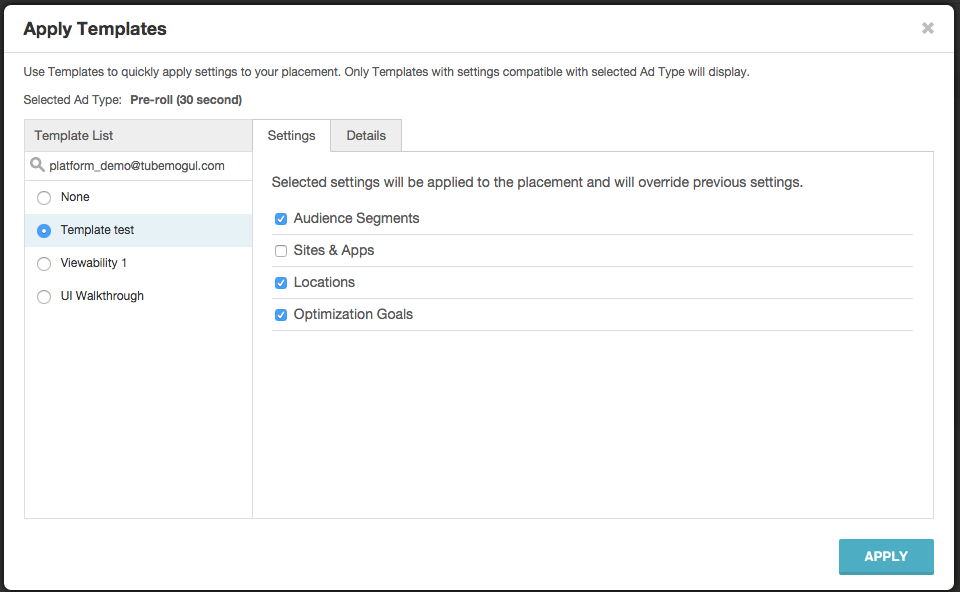 Apply Templates
Use Templates to quickly apply settings to your placement. Only Templates with settings compatible with selected Ad Type will display.
Selected Ad Type: Pre-roll (30 second)
Template List
platform_demo@tubemogul.com
None
Template test
Viewability 1
UI Walkthrough
Settings
Details
Selected settings will be applied to the placement and will override previous settings.
Audience Segments
Sites & Apps
Locations
Optimization Goals
APPLY